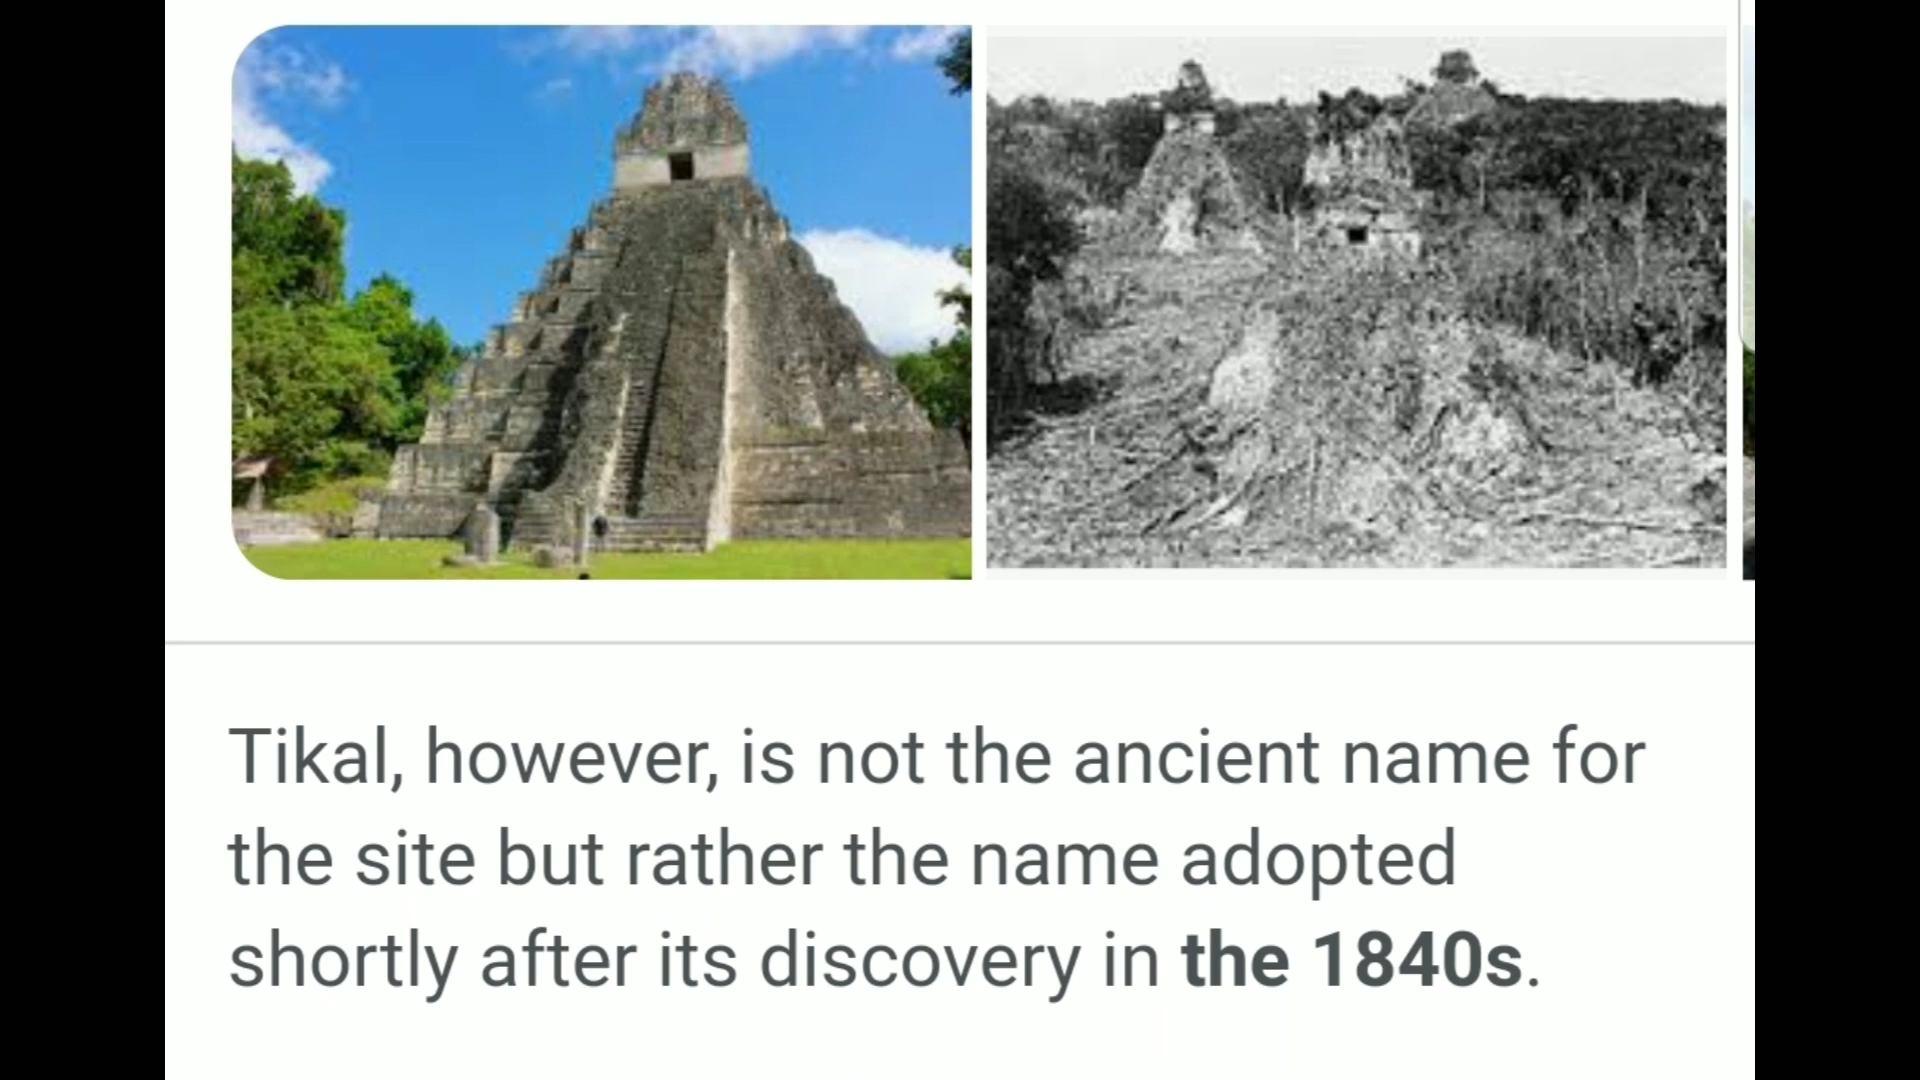 Tikal, however, is not the ancient name for
the site but rather the name adopted
shortly after its discovery in the 1840s.